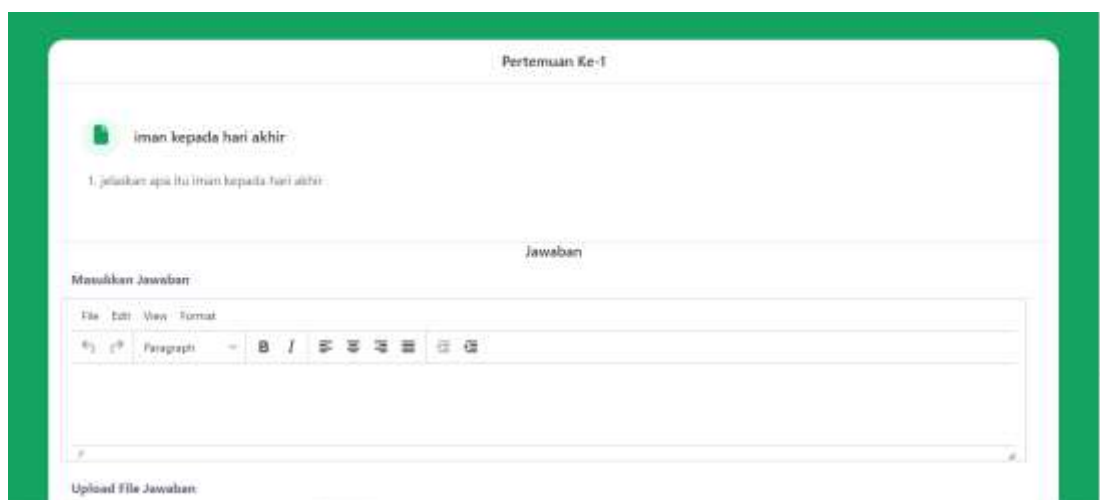 Pertemuan Ke-1
iman kepada hari akhir
1. jelaskan apa itu iman kepada hari akhir
Jawaban
Masukkan Jawaban
File Edit View Format
Paragraph B I
P
Upload File Jawaban